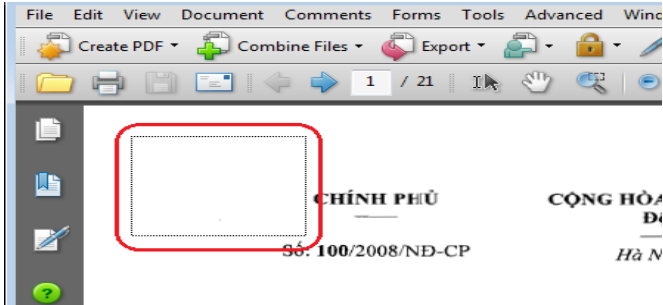 File Edit View Document Comments Forms Tools Advanced
Create PDF Combine Files Export
1 / 21
CHÍNH PHỦ CỘNG HÒA
Số: 100/2008/NĐ-CP Hà